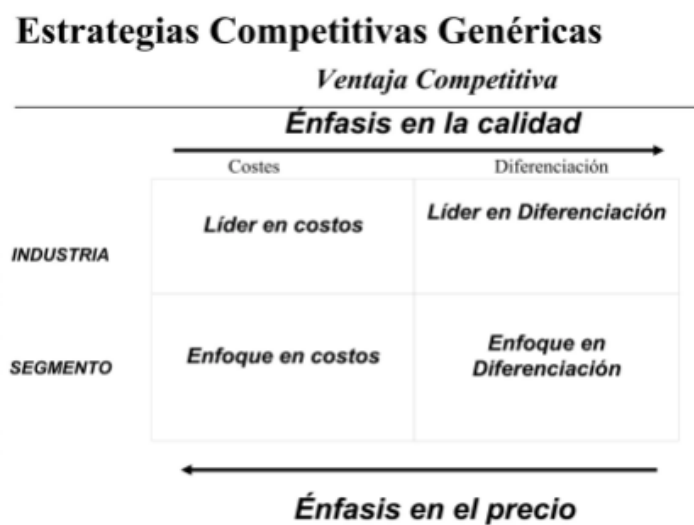 Estrategias Competitivas Genéricas
Ventaja Competitiva
Énfasis en la calidad
Costes Diferenciación
Líder en costos Líder en Diferenciación
INDUSTRIA
Enfoque en costos Enfoque en
Diferenciación
SEGMENTO
Énfasis en el precio